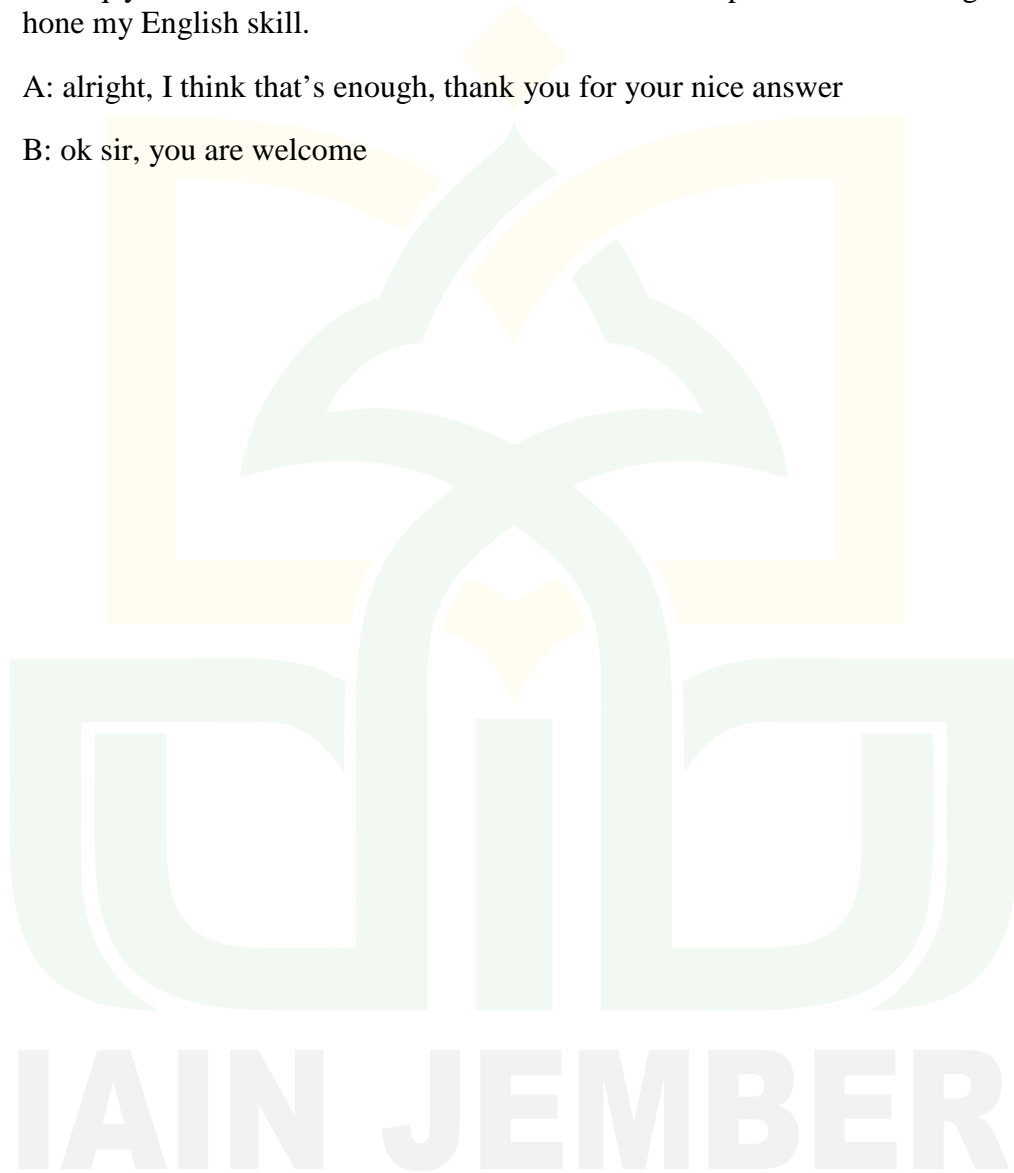 hone my English skill.
A: alright, I think that's enough, thank you for your nice answer
B: ok sir, you are welcome
IAIN JEMBER